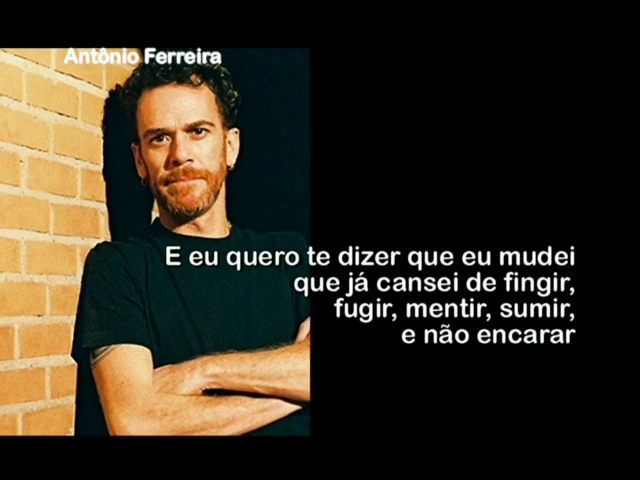 Antônio Ferreira
E eu quero te dizer que eu mudei
que já cansei de fingir,
fugir, mentir, sumir,
e não encarar